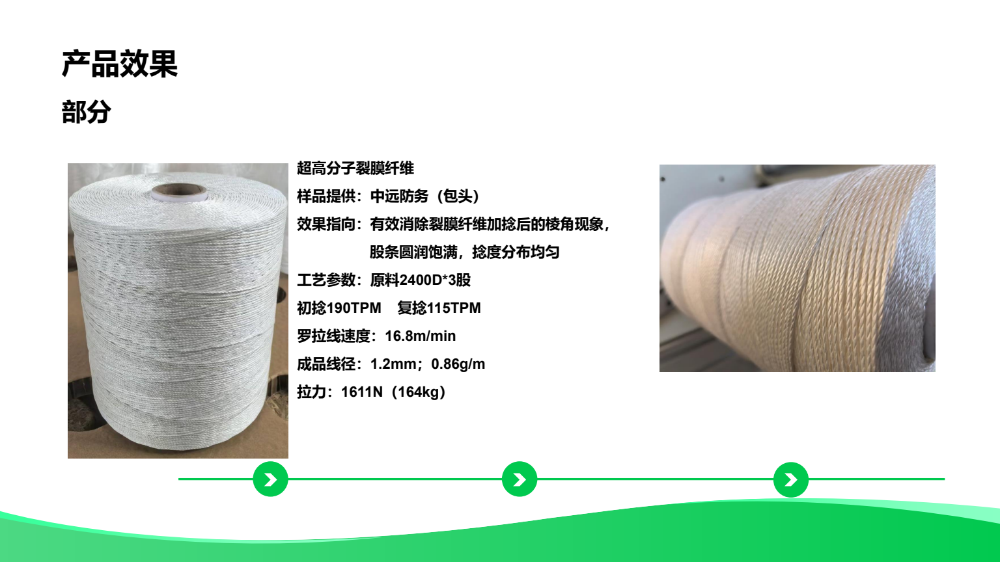 产品效果
部分
超高分子裂膜纤维
样品提供：中远防务（包头）
效果指向：有效消除裂膜纤维加捻后的棱角现象，
股条圆润饱满，捻度分布均匀
工艺参数：原料2400D*3股
初捻190TPM 复捻115TPM
罗拉线速度：16.8m/min
成品线径：1.2mm；0.86g/m
拉力：1611N（164kg）